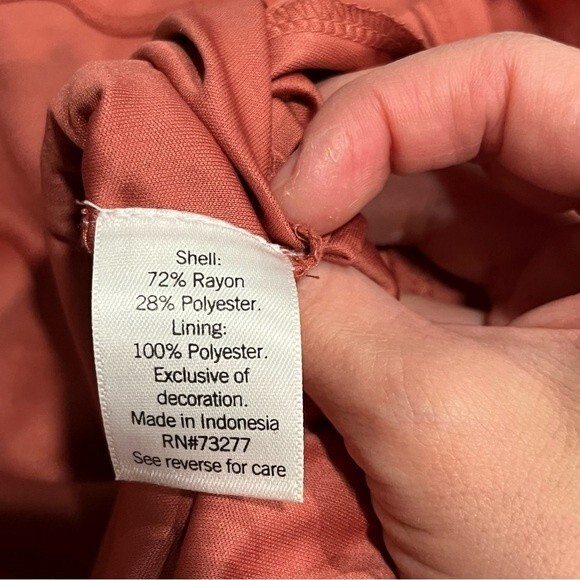 Shell:
72% Rayon
28% Polyester.
Lining:
100% Polyester.
Exclusive of
decoration.
Made in Indonesia
RN#73277
See reverse for care